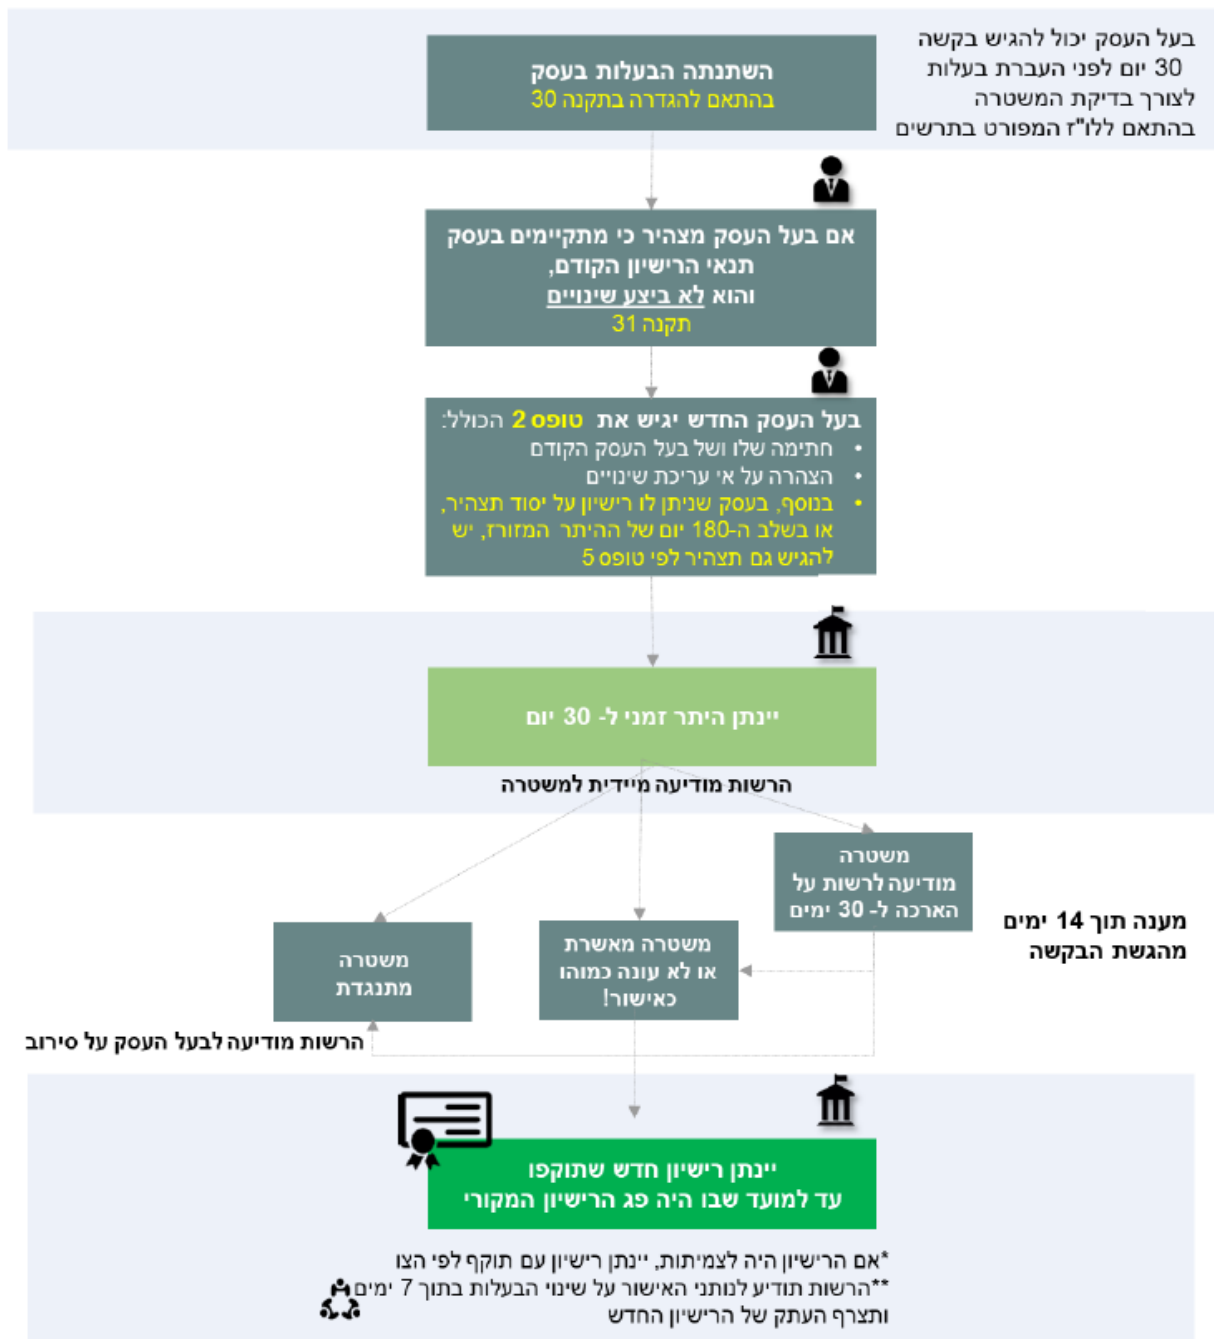 בעל העסק יכול להגיש בקשה
30 יום לפני העברת בעלות
לצורך בדיקת המשטרה
בהתאם ללו"ז המפורט בתרשים
השתנתה הבעלות בעסק
בהתאם להגדרה בתקנה 30
אם בעל העסק מצהיר כי מתקיימים בעסק
תנאי הרישיון הקודם,
והוא לא ביצע שינויים
תקנה 31
בעל העסק החדש יגיש את טופס 2 הכולל:
• חתימה שלו ושל בעל העסק הקודם
• הצהרה על אי עריכת שינויים
• בנוסף, בעסק שניתן לו רישיון על יסוד תצהיר,
או בשלב ה-180 יום של ההיתר המזורז, יש
להגיש גם תצהיר לפי טופס 5
יינתן היתר זמני ל- 30 יום
הרשות מודיעה מיידית למשטרה
משטרה
מודיעה לרשות על
הארכה ל- 30 ימים
מענה תוך 14 ימים
מהגשת הבקשה
משטרה מאשרת
או לא עונה כמוהו
כאישור!
משטרה
מתנגדת
הרשות מודיעה לבעל העסק על סירוב
יינתן רישיון חדש שתוקפו
עד למועד שבו היה פג הרישיון המקורי
*אם הרישיון היה לצמיתות, יינתן רישיון עם תוקף לפי הצו
**הרשות תודיע לנותני האישור על שינוי הבעלות בתוך 7 ימים
ותצרף העתק של הרישיון החדש